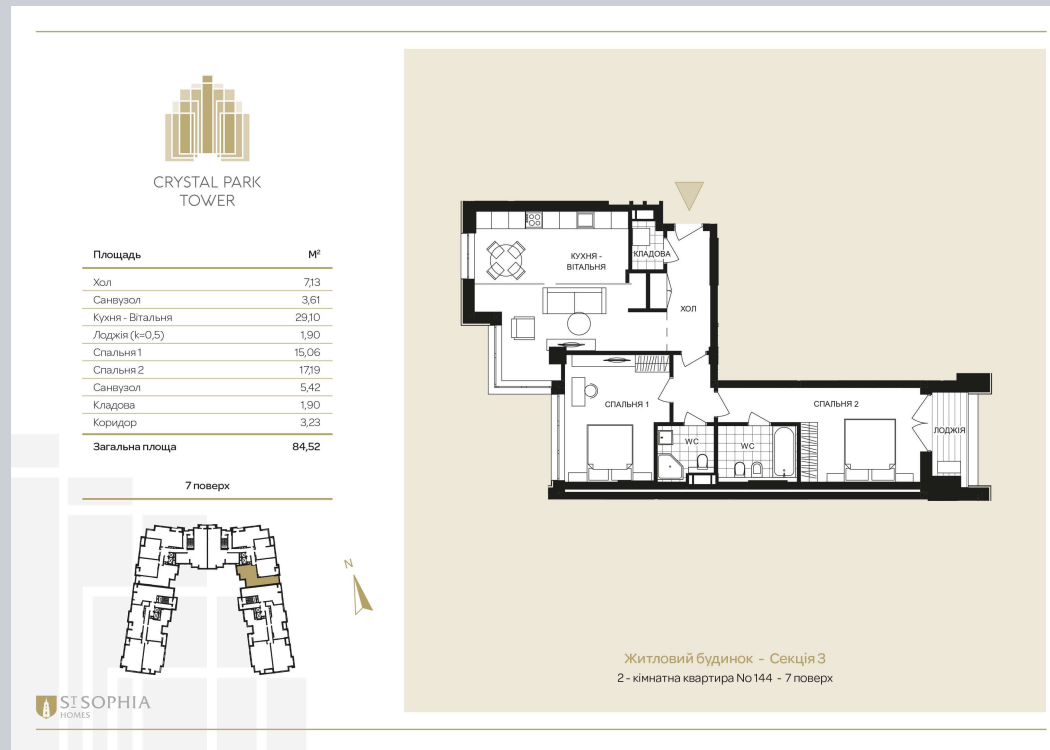 CRYSTAL PARK
TOWER
Площадь М²
Хол 7,13
Санвузол 3,61
Кухня - Вітальня 29,10
Лоджія (k=0,5) 1,90
Спальня 1 15,06
Спальня 2 17,19
Санвузол 5,42
Кладова 1,90
Коридор 3,23
Загальна площа 84,52
7 поверх
N
ST SOPHIA
HOMES
КУХНЯ -
ВІТАЛЬНЯ
КЛАДОВА
ХОЛ
СПАЛЬНЯ 1
СПАЛЬНЯ 2
WC
WC
ЛОДЖІЯ
Житловий будинок - Секція 3
2 - кімнатна квартира No 144 - 7 поверх